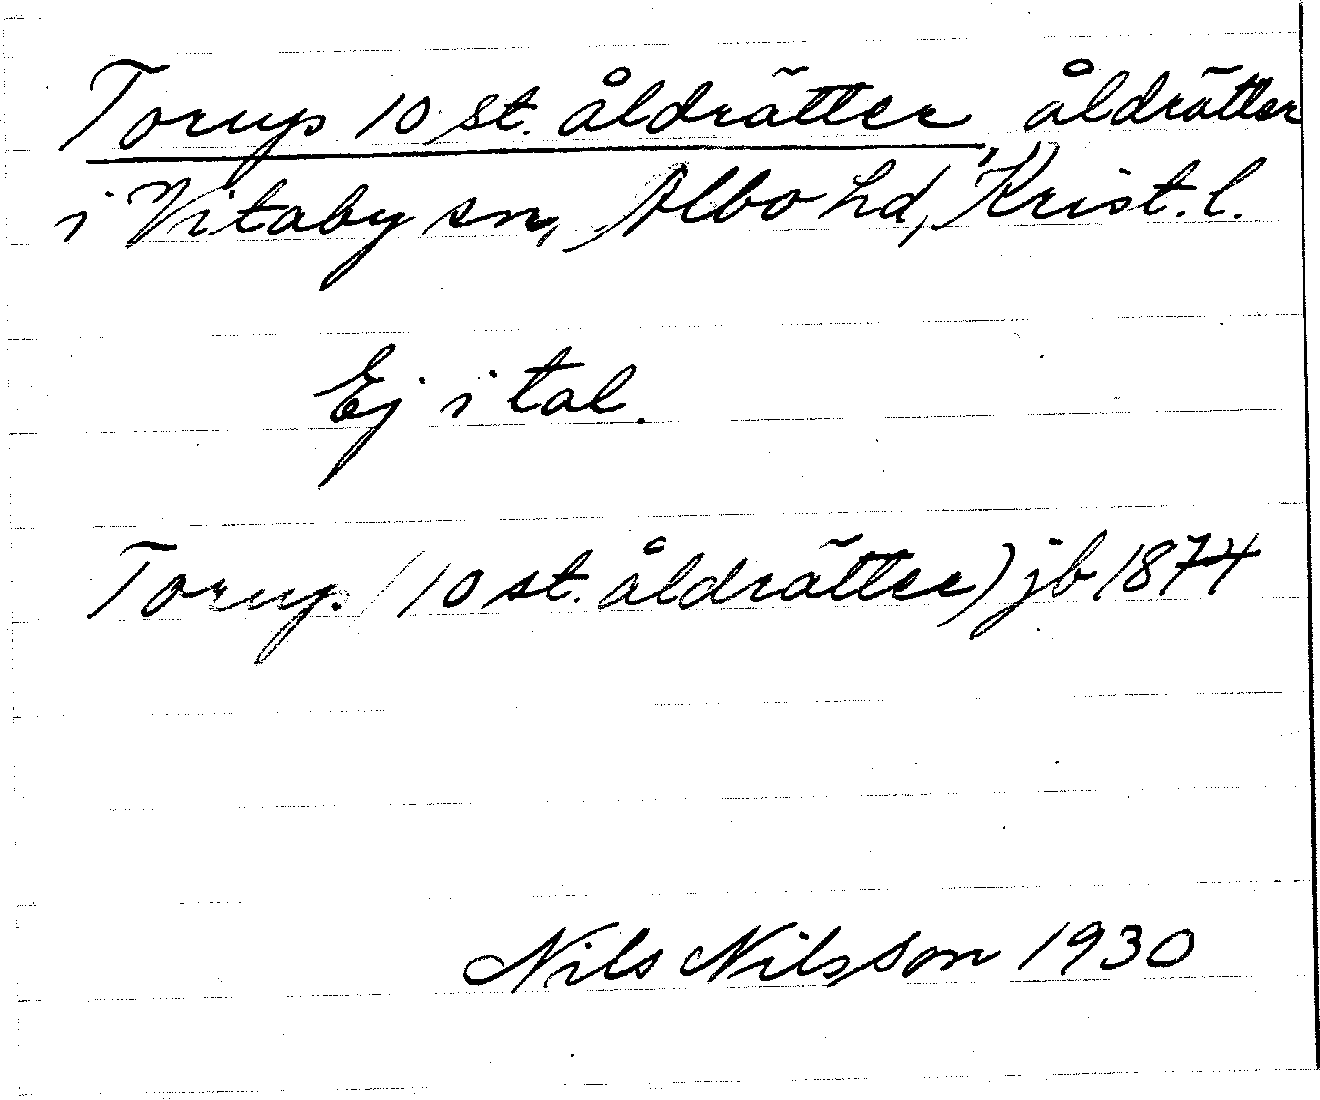 Torup 10 st. åldrätter, åldrätter
i Vitaby sn, Albo hd, Krist. l.
Ej i tal.
Torup (10 st. åldrätter) jb 1874
Nils Nilsson 1930